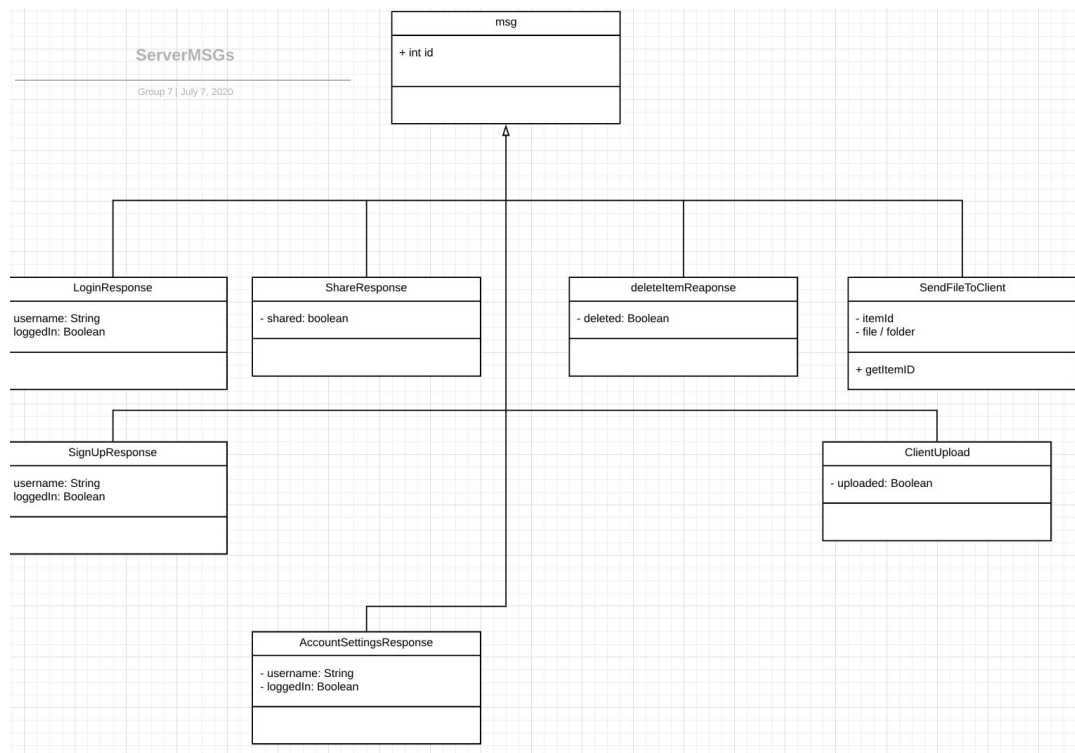 msg
+ int id
ServerMSGs
Group 7 | July 7, 2020
LoginResponse
username: String
loggedIn: Boolean
ShareResponse
- shared: boolean
deleteItemReaponse
- deleted: Boolean
SendFileToClient
- itemId
- file / folder
+ getItemID
SignUpResponse
username: String
loggedIn: Boolean
ClientUpload
- uploaded: Boolean
AccountSettingsResponse
- username: String
- loggedIn: Boolean